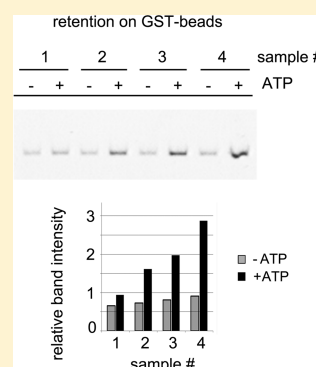 retention on GST-beads
1 2 3 4 sample #
- + - + - + - + ATP
relative band intensity
3
2
1
0
- ATP
+ATP
1 2 3 4
sample #